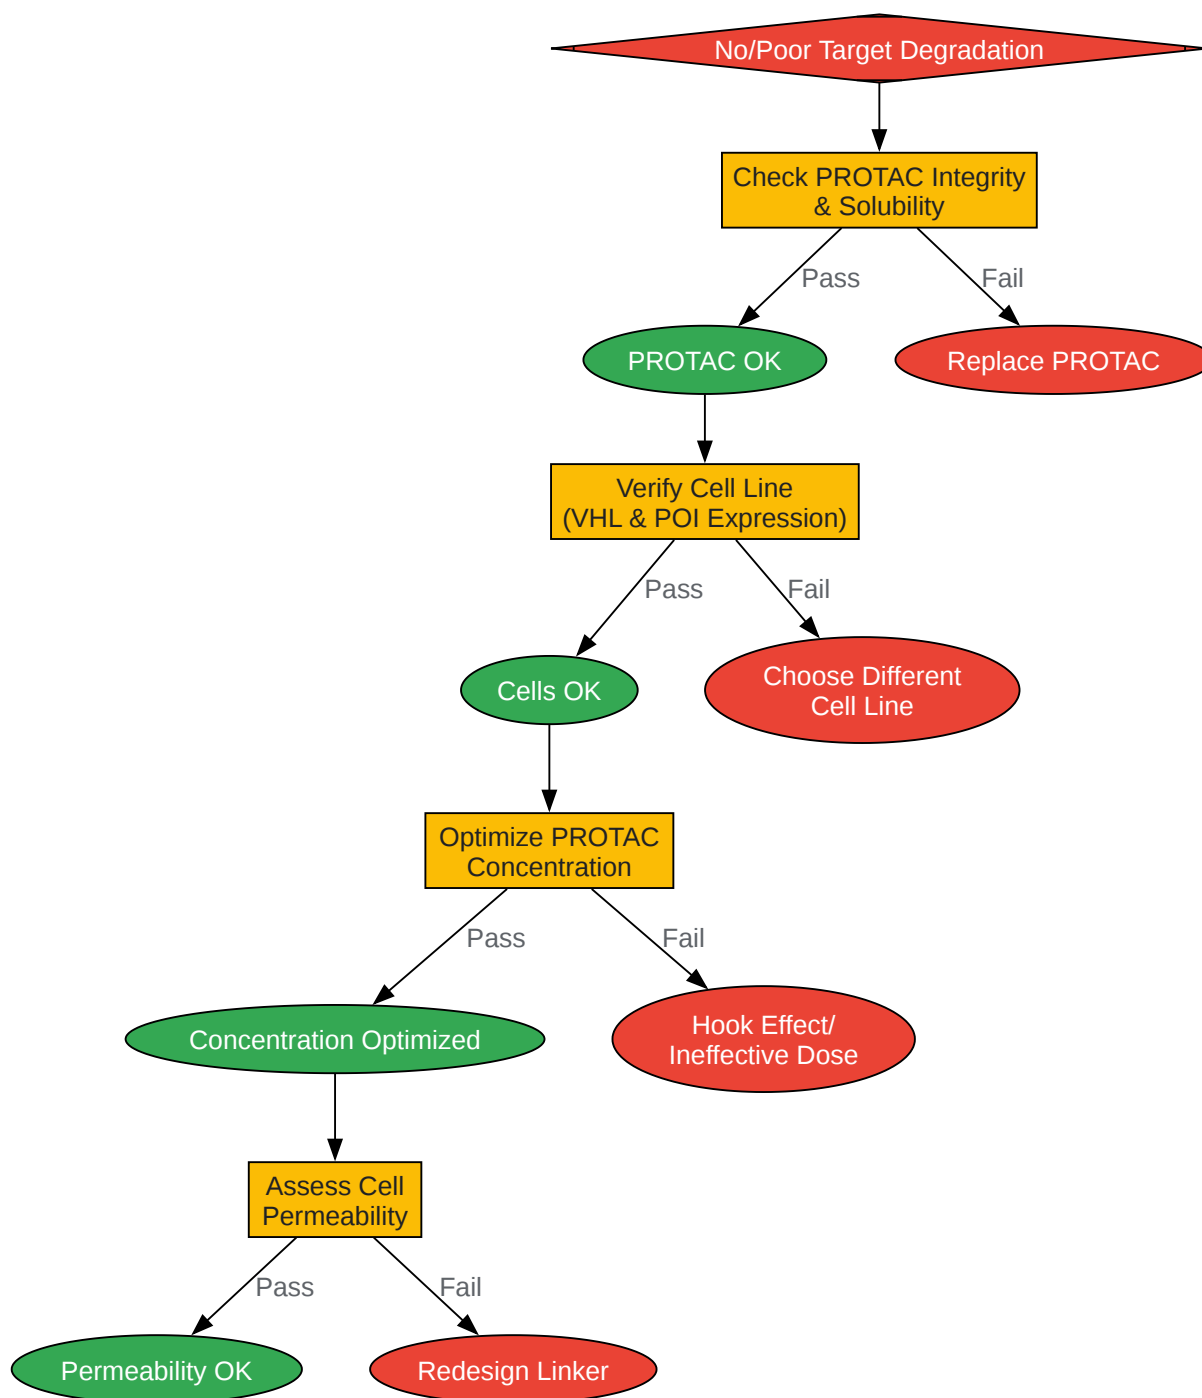 No/Poor Target Degradation
Check PROTAC Integrity
& Solubility
Pass
Fail
PROTAC OK
Replace PROTAC
Verify Cell Line
(VHL & POI Expression)
Pass
Fail
Cells OK
Choose Different
Cell Line
Optimize PROTAC
Concentration
Pass
Fail
Concentration Optimized
Hook Effect/
Ineffective Dose
Assess Cell
Permeability
Pass
Fail
Permeability OK
Redesign Linker